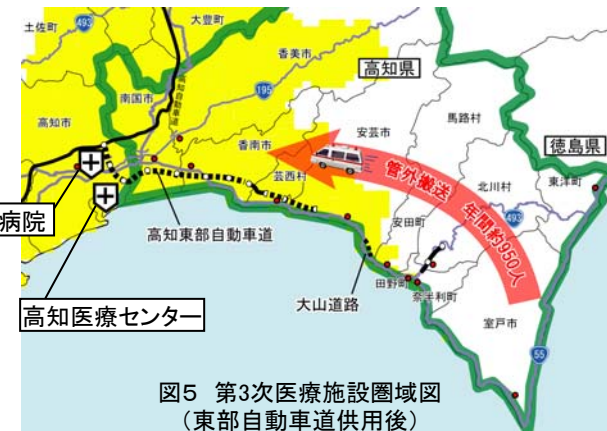 土佐町
493
大豊町
香美市
高知自動車道
195
高知県
南国市
高知市
馬路村
安芸市
徳島県
香南市
芸西村
北川村
東洋町
管外搬送 年間約950人
493
安田町
病院
高知東部自動車道
田野町
奈半利町
大山道路
高知医療センター
室戸市
55
図5 第3次医療施設圏域図
(東部自動車道供用後)